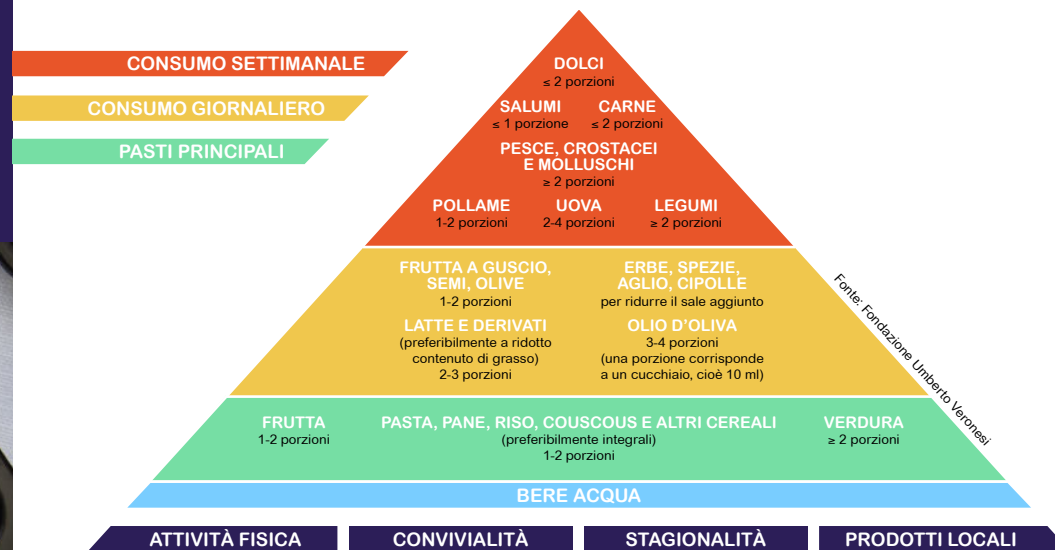 CONSUMO SETTIMANALE
CONSUMO GIORNALIERO
PASTI PRINCIPALI
DOLCI
≤ 2 porzioni
SALUMI
≤ 1 porzione
CARNE
≤ 2 porzioni
PESCE, CROSTACEI
E MOLLUSCHI
≥ 2 porzioni
POLLAME
1-2 porzioni
UOVA
2-4 porzioni
LEGUMI
≥ 2 porzioni
FRUTTA A GUSCIO,
SEMI, OLIVE
1-2 porzioni
ERBE, SPEZIE,
AGLIO, CIPOLLE
per ridurre il sale aggiunto
LATTE E DERIVATI
(preferibilmente a ridotto
contenuto di grasso)
2-3 porzioni
OLIO D'OLIVA
3-4 porzioni
(una porzione corrisponde
a un cucchiaio, cioè 10 ml)
Fonte: Fondazione Umberto Veronesi
FRUTTA
1-2 porzioni
PASTA, PANE, RISO, COUSCOUS E ALTRI CEREALI
(preferibilmente integrali)
1-2 porzioni
VERDURA
≥ 2 porzioni
BERE ACQUA
ATTIVITÀ FISICA
CONVIVIALITÀ
STAGIONALITÀ
PRODOTTI LOCALI